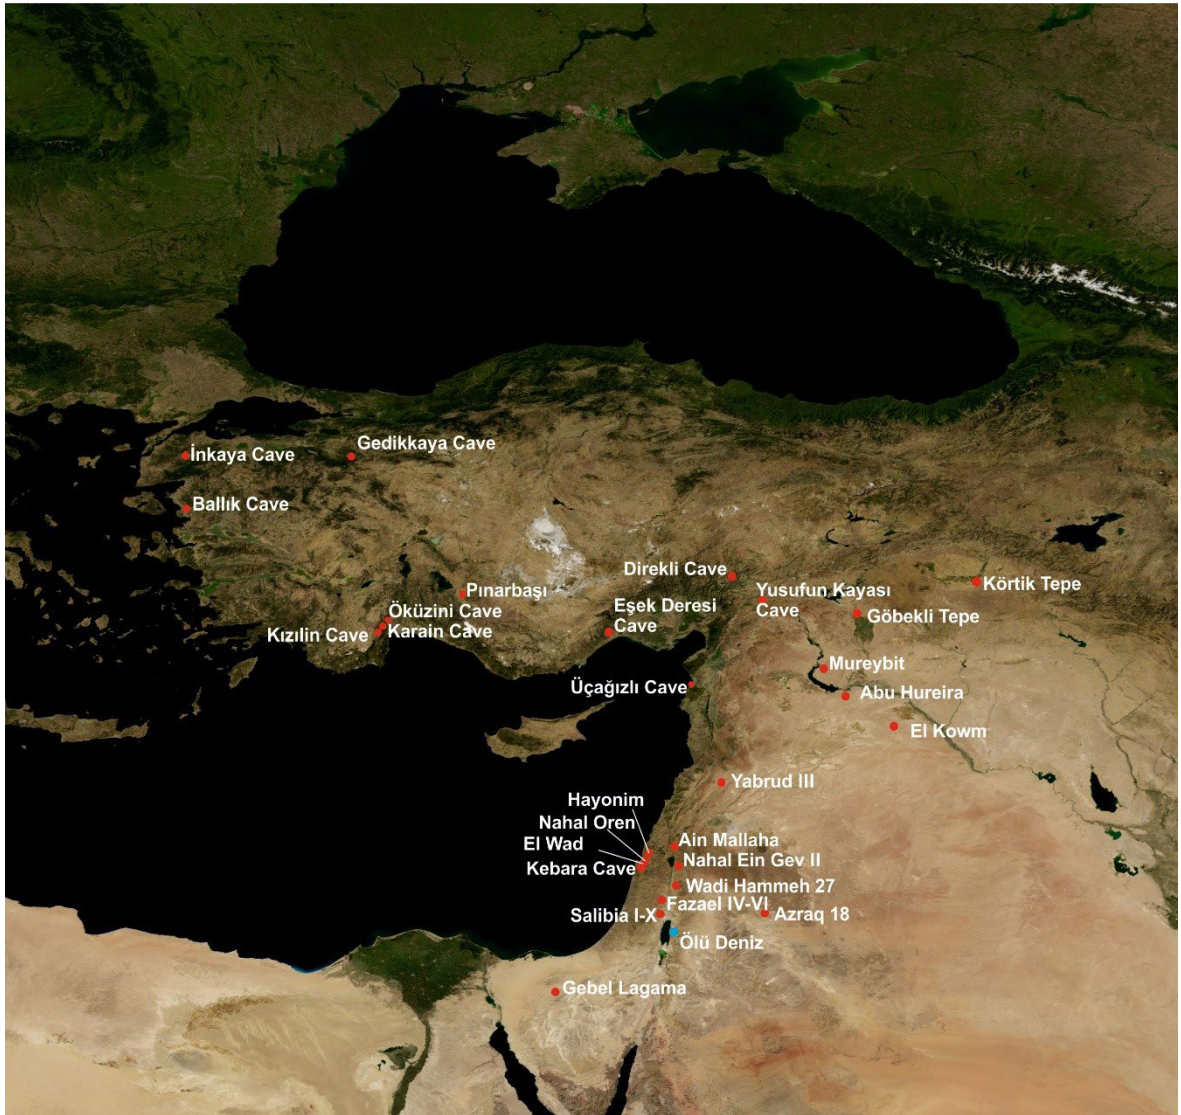 Gedikkaya Cave
İnkaya Cave
Ballık Cave
Direkli Cave
Körtik Tepe
Pınarbaşı
Yusufun Kayası
Cave
Öküzini Cave
Eşek Deresi
Cave
Göbekli Tepe
Kızılin Cave
Karain Cave
Mureybit
Üçağızlı Cave
Abu Hureira
El Kowm
Yabrud III
Hayonim
Nahal Oren
El Wad
Ain Mallaha
Kebara Cave
Nahal Ein Gev II
Wadi Hammeh 27
Fazael IV-VI
Salibia I-X
Azraq 18
Ölü Deniz
Gebel Lagama